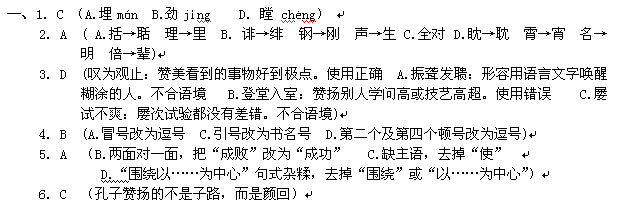 一、1. C （A.埋 mán  B.劲 jìng  D. 瞠 chēng）
2. A （ A.括→聒 理→里 B. 诽→绯 钢→刚 声→生 C.全对 D.眈→耽 霄→宵 名→
明 倍→辈）
3. D （叹为观止：赞美看到的事物好到极点。使用正确 A.振聋发聩：形容用语言文字唤醒
糊涂的人。不合语境 B.登堂入室：赞扬别人学问高或技艺高超。使用错误 C.屡
试不爽：屡次试验都没有差错。不合语境）
4. B （A.冒号改为逗号 C.引号改为书名号 D.第二个及第四个顿号改为逗号）
5. A （B.两面对一面，把“成败”改为“成功” C.缺主语，去掉“使”
D.“围绕以……为中心”句式杂糅，去掉“围绕”或“以……为中心”）
6. C （孔子赞扬的不是子路，而是颜回）